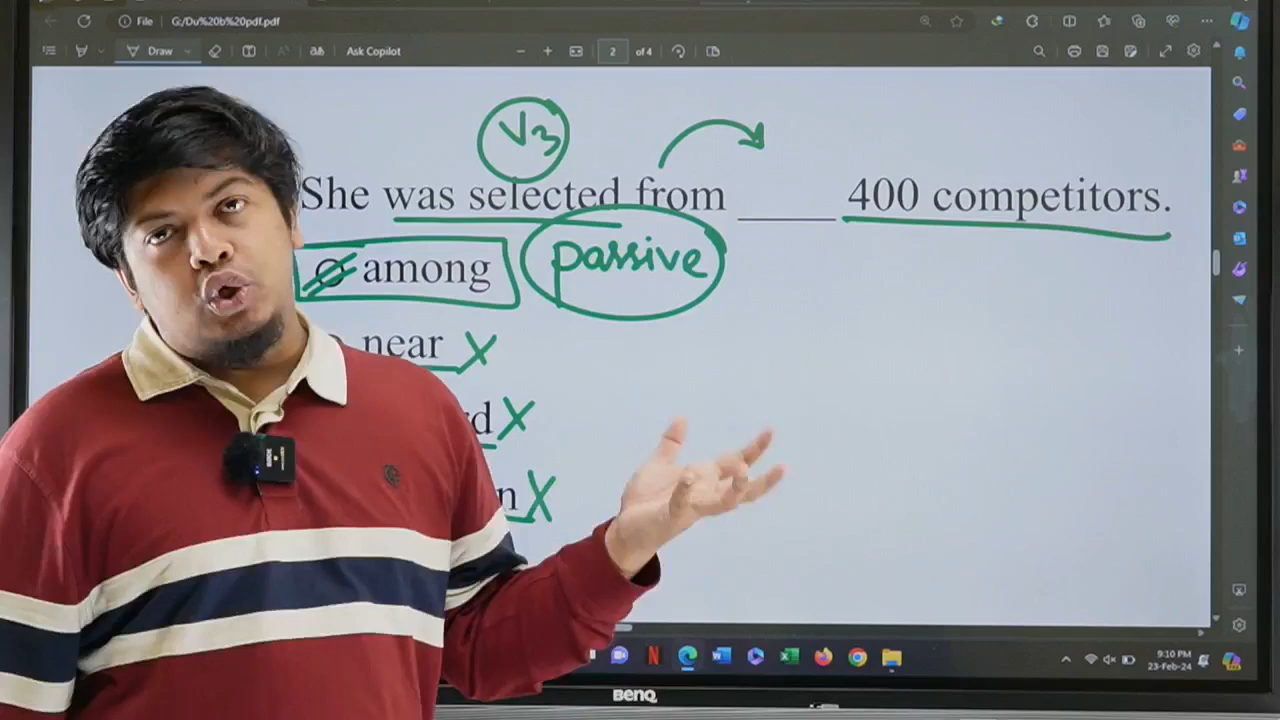 File G:/Du%20b%20pdf.pdf
Draw Ask Copilot 2 of 4
V3
She was selected from _____ 400 competitors.
among passive
near X
d X
n X
9:10 PM
23-Feb-24
BENQ